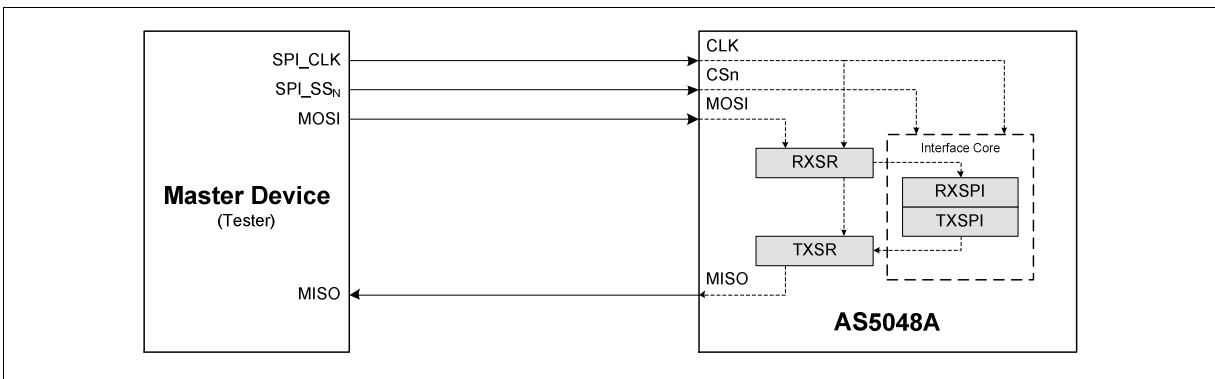 SPI_CLK
SPI_SSN
MOSI
Master Device
(Tester)
MISO
CLK
CSn
MOSI
Interface Core
RXSR
RXSPI
TXSPI
TXSR
MISO
AS5048A